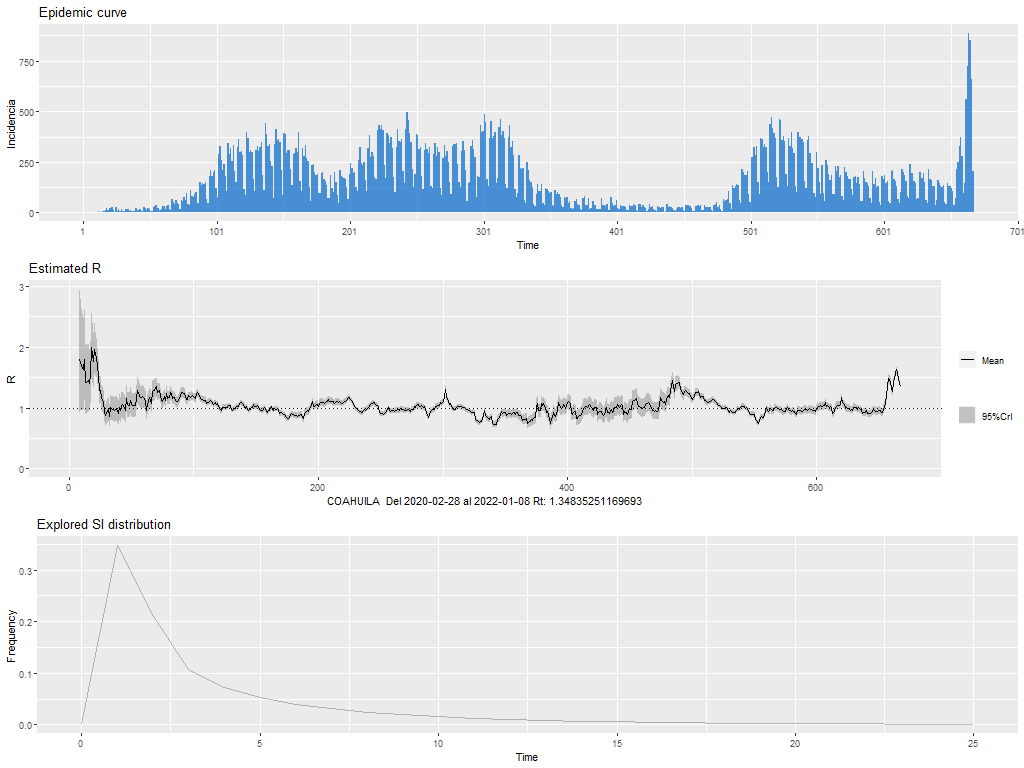 Epidemic curve
Incidencia
750
500
250
0
1 101 201 301 401 501 601 701
Time
Estimated R
R
3
2
1
0
Mean
95%CrI
0 200 400 600
COAHUILA Del 2020-02-28 al 2022-01-08 Rt: 1.34835251169693
Explored SI distribution
Frequency
0.3
0.2
0.1
0.0
0 5 10 15 20 25
Time